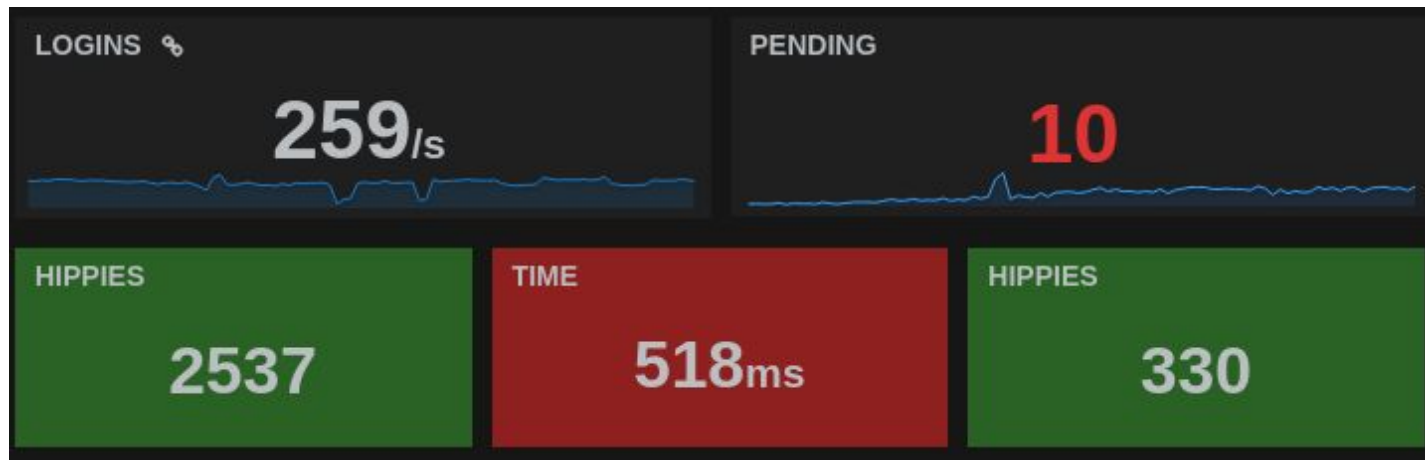 LOGINS
PENDING
259/s
10
HIPPIES
TIME
HIPPIES
2537
518ms
330